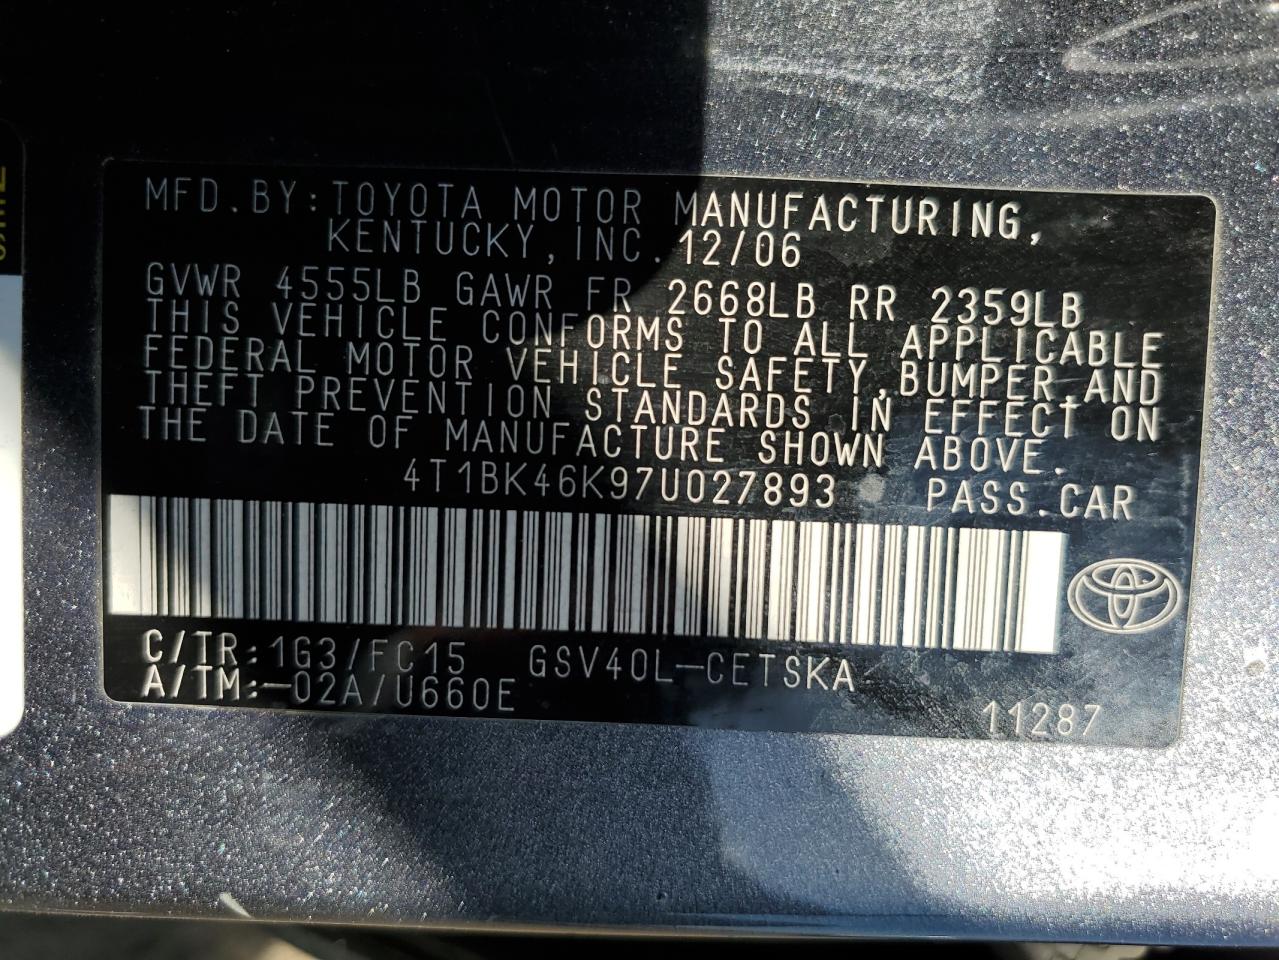 MFD.BY:TOYOTA MOTOR MANUFACTURING,
KENTUCKY,INC. 12/06
GVWR 4555LB GAWR FR 2668LB RR 2359LB
THIS VEHICLE CONFORMS TO ALL APPLICABLE
FEDERAL MOTOR VEHICLE SAFETY,BUMPER,AND
THEFT PREVENTION STANDARDS IN EFFECT ON
THE DATE OF MANUFACTURE SHOWN ABOVE.
4T1BK46K97U027893 PASS.CAR
C/TR:1G3/FC15 GSV40L-CETSKA
A/TM:-02A/U660E
11287